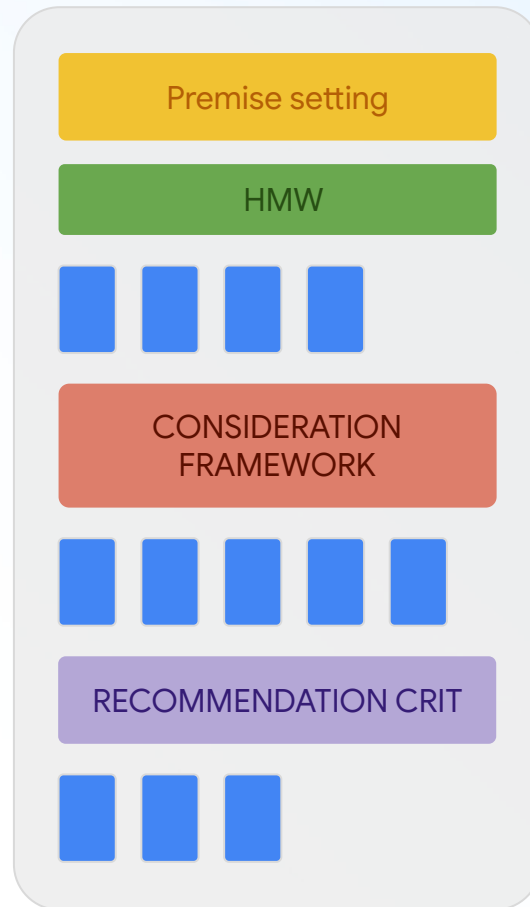 Premise setting
HMW
CONSIDERATION
FRAMEWORK
RECOMMENDATION CRIT